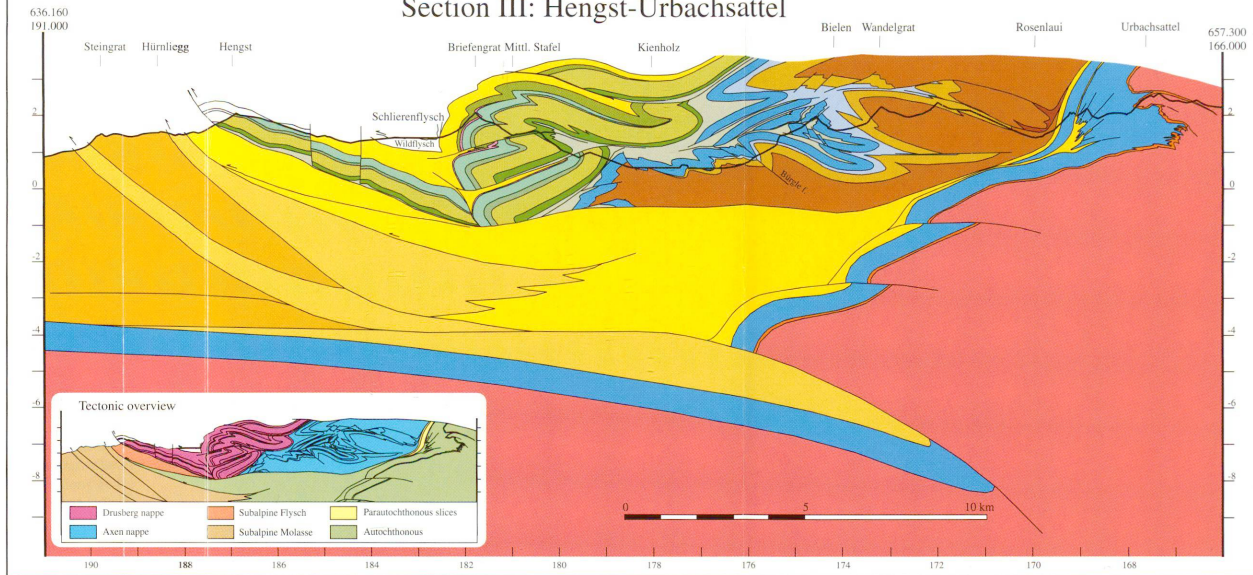 Section III: Hengst-Urbachsattel
636.160
191.000
657.300
166.000
Steingrat Hürnliegg Hengst Briefengrat Mittl. Stafel Kienholz Bielen Wandelgrat Rosenlaui Urbachsattel
Schlierenflysch
Wildflysch
Bürgle f.
2
0
-2
-4
-6
-8
2
0
-2
-4
-6
-8
Tectonic overview
Drusberg nappe
Subalpine Flysch
Parautochthonous slices
Axen nappe
Subalpine Molasse
Autochthonous
0 5 10 km
190 188 186 184 182 180 178 176 174 172 170 168